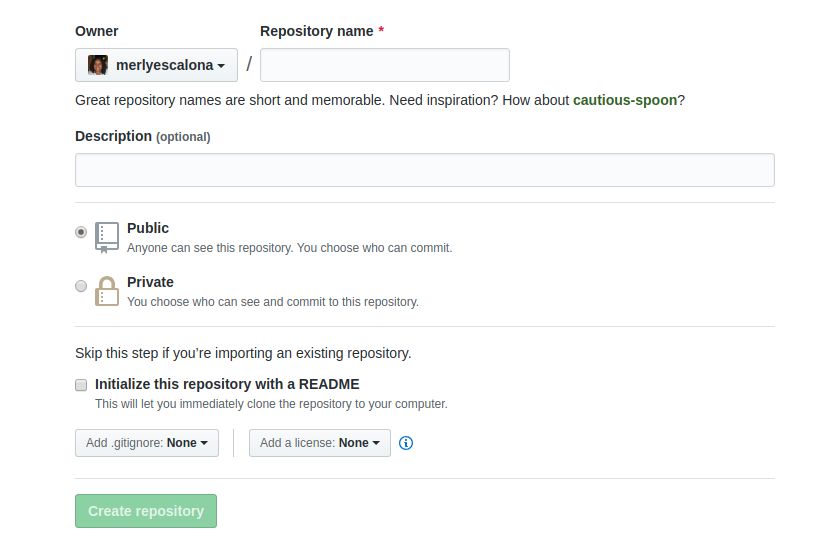 Owner
Repository name *
merlyescalona /
Great repository names are short and memorable. Need inspiration? How about cautious-spoon?
Description (optional)
Public
Anyone can see this repository. You choose who can commit.
Private
You choose who can see and commit to this repository.
Skip this step if you’re importing an existing repository.
Initialize this repository with a README
This will let you immediately clone the repository to your computer.
Add .gitignore: None
Add a license: None
Create repository